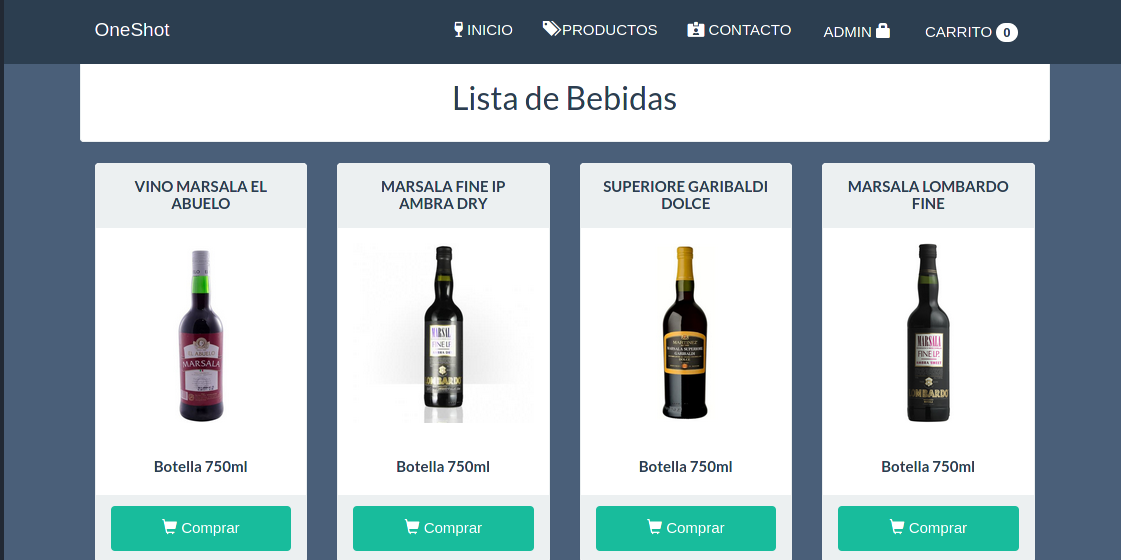 OneShot
INICIO
PRODUCTOS
CONTACTO
ADMIN
CARRITO 0
Lista de Bebidas
VINO MARSALA EL
ABUELO
MARSALA FINE IP
AMBRA DRY
SUPERIORE GARIBALDI
DOLCE
MARSALA LOMBARDO
FINE
EL ABUELO
MARSALA
MARSAL
FINE I.P.
LOMBARDO
MARTINEZ
MARSALA SUPERIORE
GARIBALDI
DOLCE
MARSALA
FINE I.P.
LOMBARDO
Botella 750ml
Botella 750ml
Botella 750ml
Botella 750ml
Comprar
Comprar
Comprar
Comprar